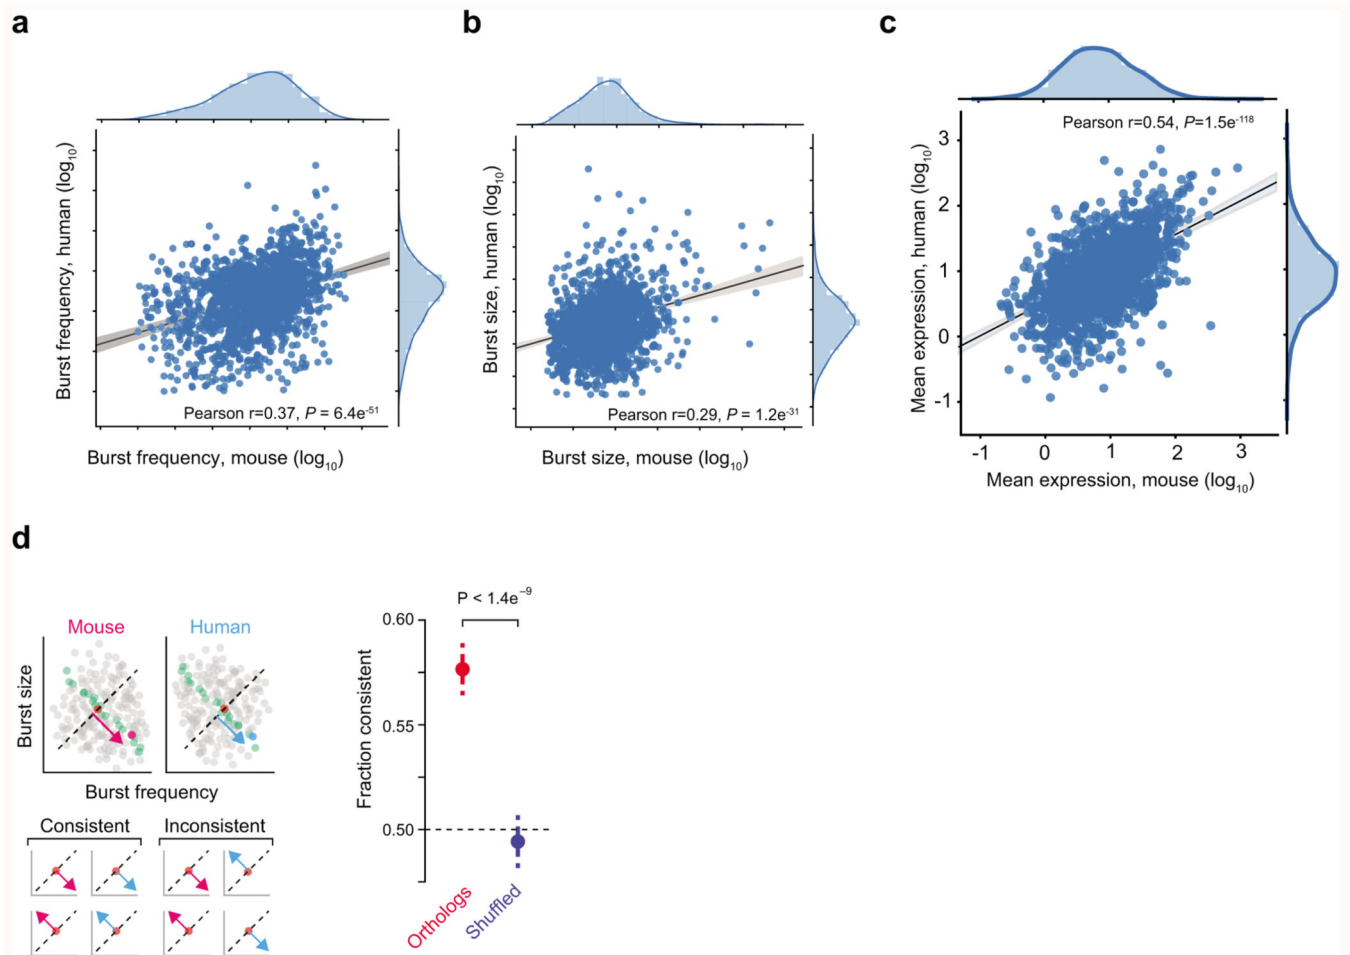 a
b
c
Burst frequency, human (log10)
Pearson r=0.37, P = 6.4e-51
Burst frequency, mouse (log10)
Burst size, human (log10)
Pearson r=0.29, P = 1.2e-31
Burst size, mouse (log10)
Mean expression, human (log10)
Pearson r=0.54, P=1.5e-118
3
2
1
0
-1
-1 0 1 2 3
Mean expression, mouse (log10)
d
Mouse Human
Burst size
Burst frequency
Consistent Inconsistent
P < 1.4e-9
Fraction consistent
0.60
0.55
0.50
Orthologs
Shuffled